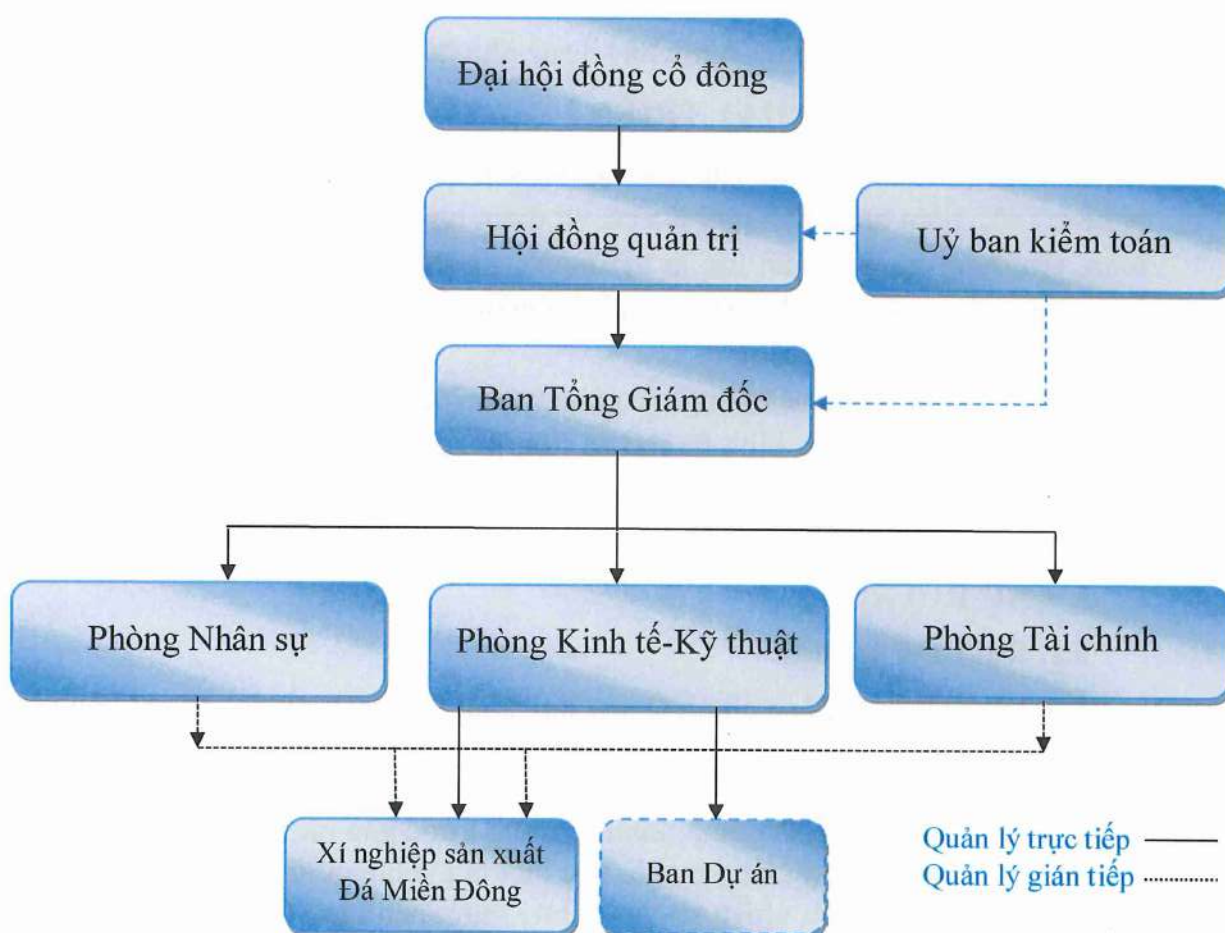 Đại hội đồng cổ đông
Hội đồng quản trị
Uỷ ban kiểm toán
Ban Tổng Giám đốc
Phòng Nhân sự
Phòng Kinh tế-Kỹ thuật
Phòng Tài chính
Xí nghiệp sản xuất
Đá Miền Đông
Ban Dự án
Quản lý trực tiếp
Quản lý gián tiếp